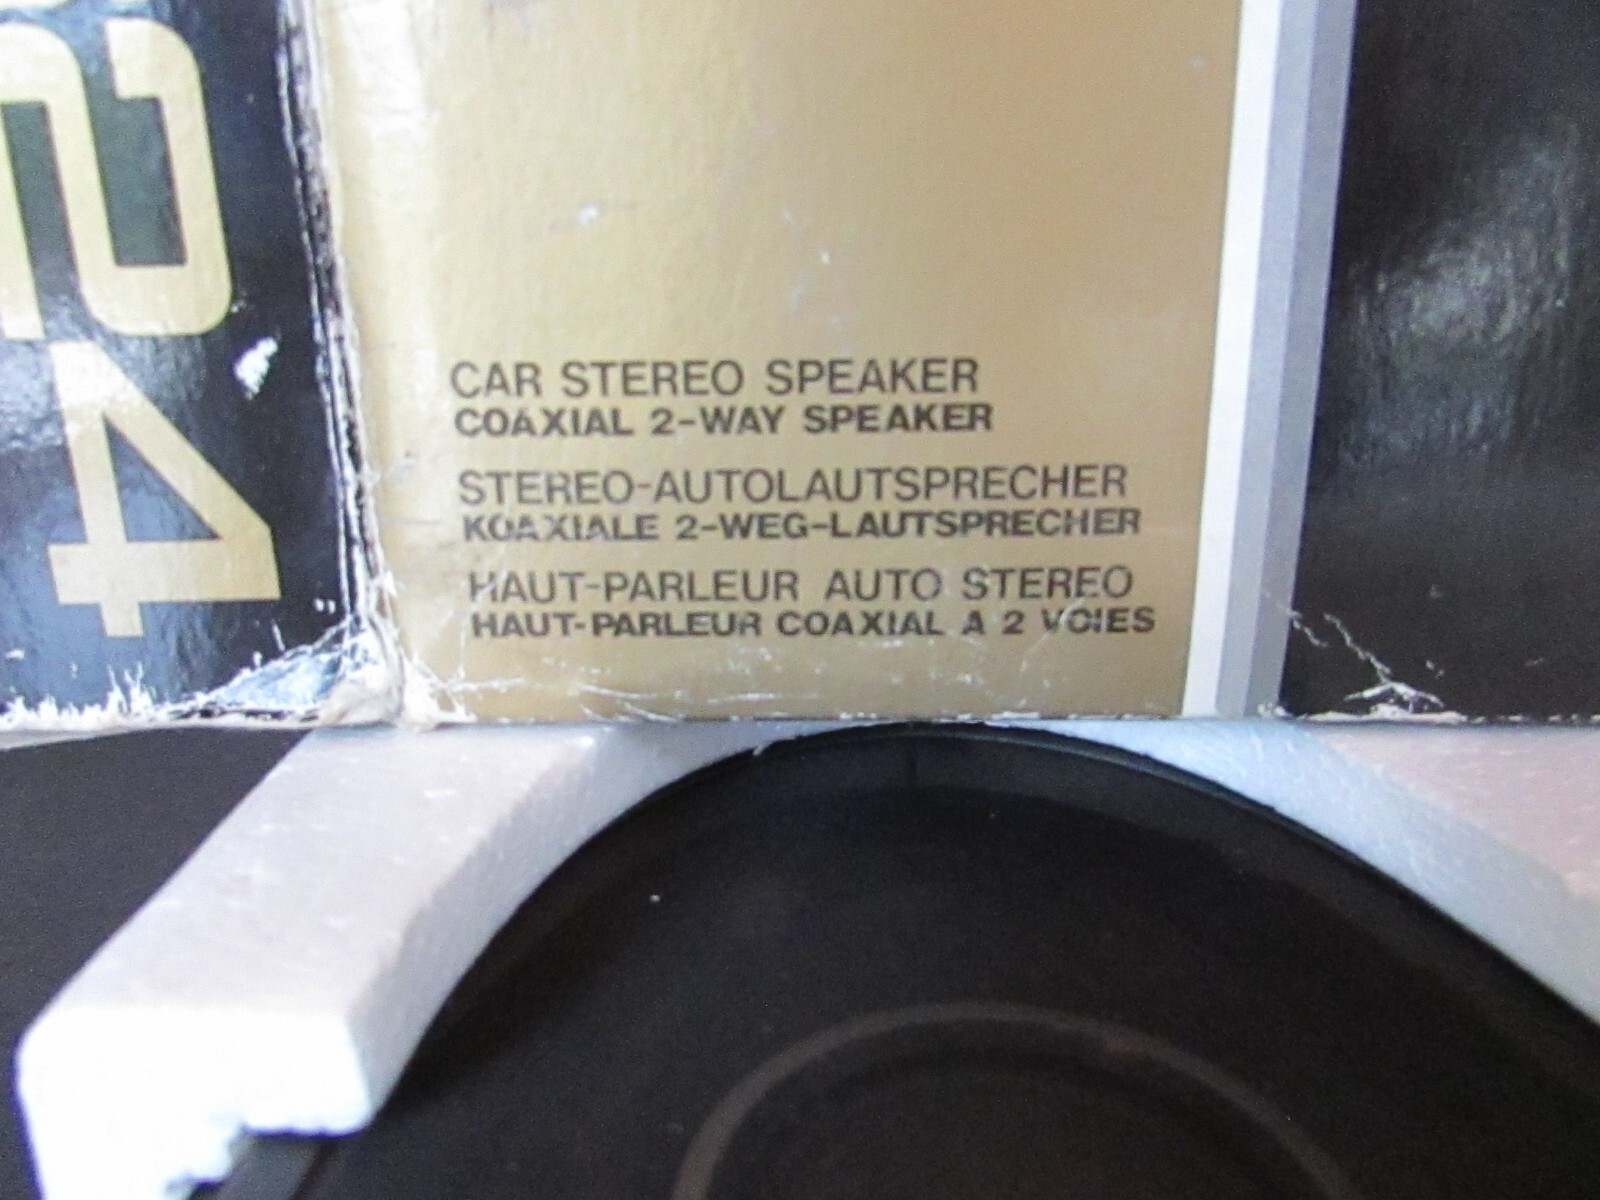 24
CAR STEREO SPEAKER
COAXIAL 2-WAY SPEAKER
STEREO-AUTOLAUTSPRECHER
KOAXIALE 2-WEG-LAUTSPRECHER
HAUT-PARLEUR AUTO STEREO
HAUT-PARLEUR COAXIAL A 2 VOIES